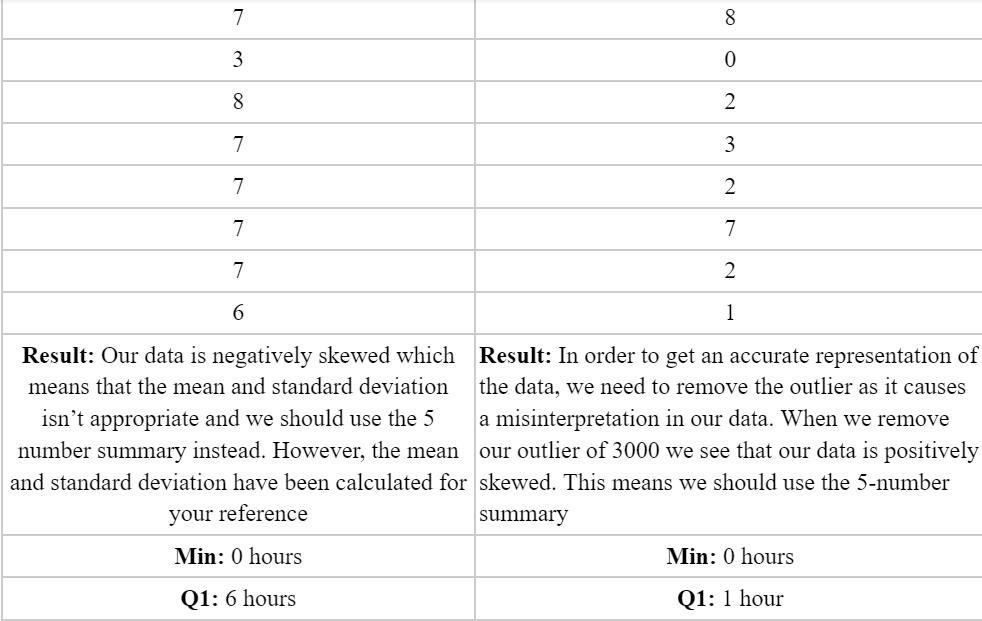 7 8
3 0
8 2
7 3
7 2
7 7
7 2
6 1
Result: Our data is negatively skewed which
means that the mean and standard deviation
isn’t appropriate and we should use the 5
number summary instead. However, the mean
and standard deviation have been calculated for
your reference
Result: In order to get an accurate representation of
the data, we need to remove the outlier as it causes
a misinterpretation in our data. When we remove
our outlier of 3000 we see that our data is positively
skewed. This means we should use the 5-number
summary
Min: 0 hours Min: 0 hours
Q1: 6 hours Q1: 1 hour